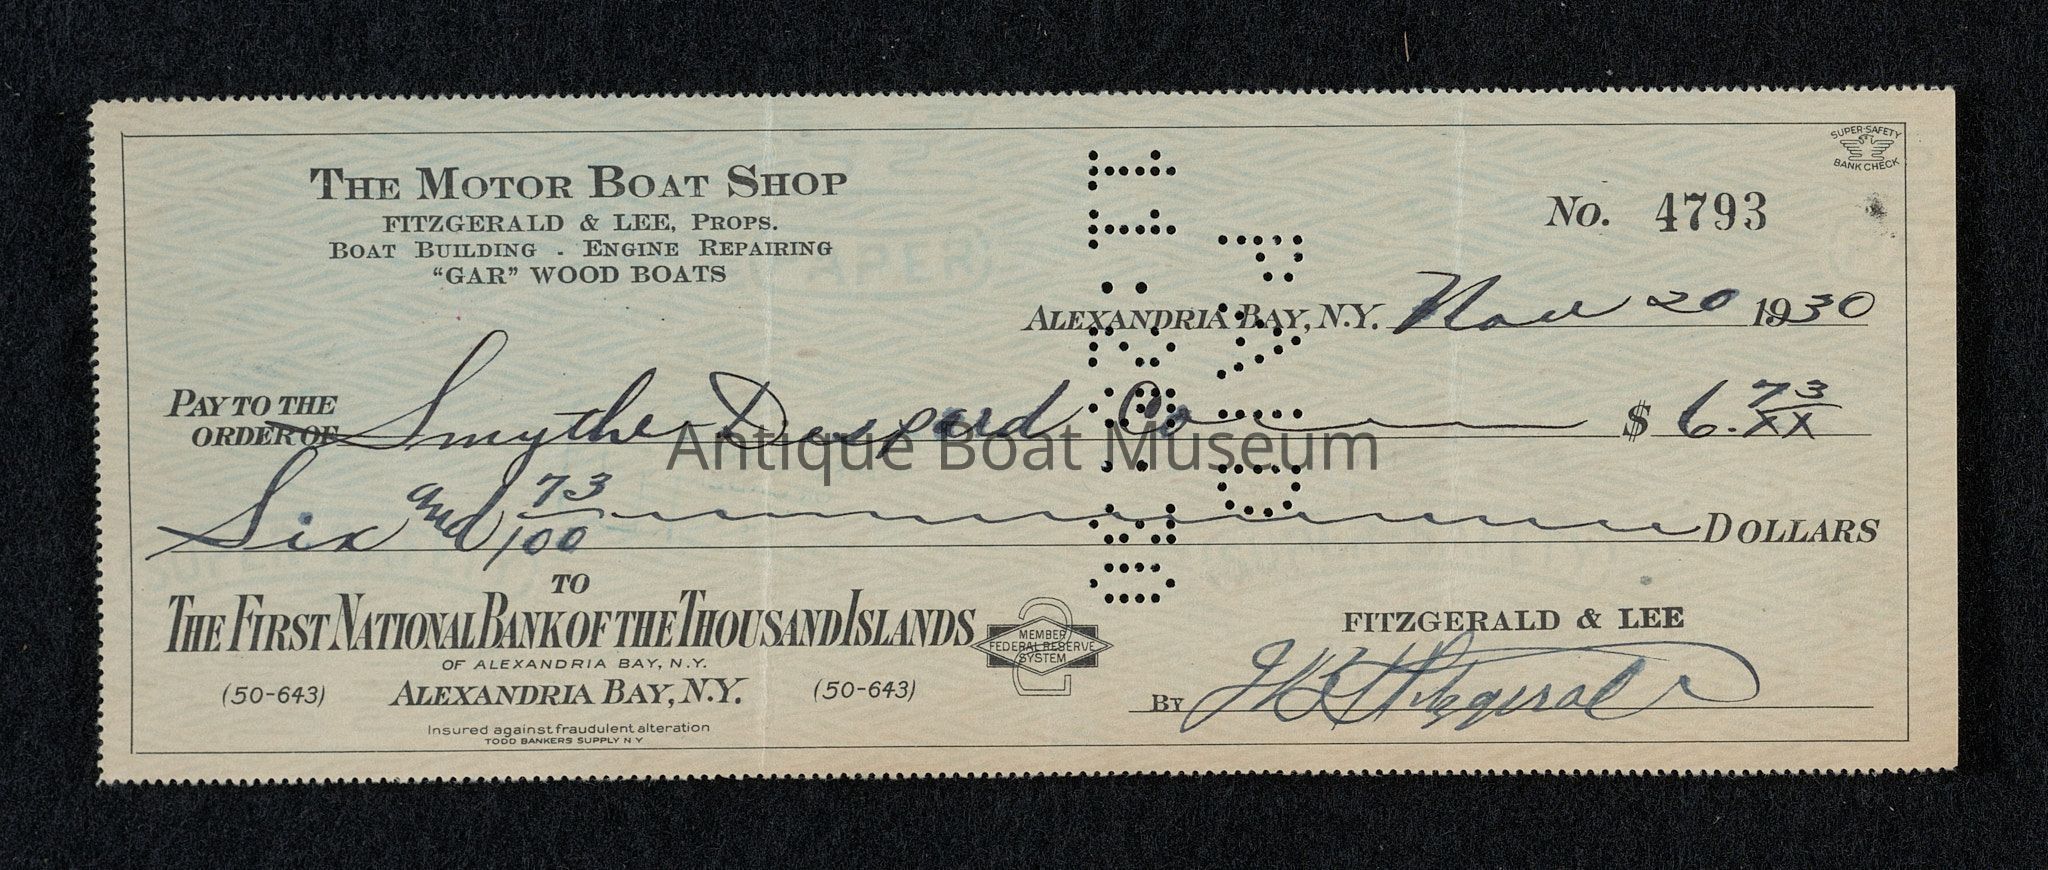 THE MOTOR BOAT SHOP
FITZGERALD & LEE, PROPS.
BOAT BUILDING - ENGINE REPAIRING
"GAR" WOOD BOATS
SUPER-SAFETY
BANK CHECK
No. 4793
ALEXANDRIA BAY, N.Y. Nov 20 1930
PAY TO THE
ORDER OF Smythe Despard Co $ 6.73/XX
Antique Boat Museum
Six and 73/100 DOLLARS
TO
THE FIRST NATIONAL BANK OF THE THOUSAND ISLANDS
OF ALEXANDRIA BAY, N.Y.
(50-643) ALEXANDRIA BAY, N.Y. (50-643)
Insured against fraudulent alteration
TODD BANKERS SUPPLY N Y
2
MEMBER
FEDERAL RESERVE
SYSTEM
FITZGERALD & LEE
BY Fitzgerald